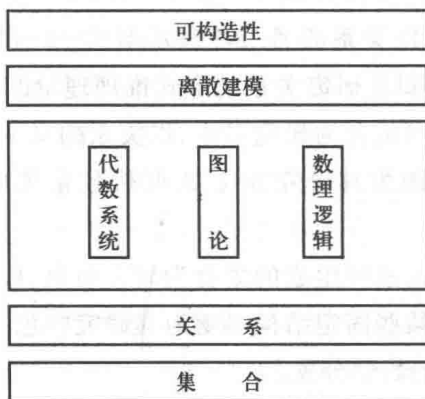 可构造性
离散建模
代数系统
图论
数理逻辑
关系
集合